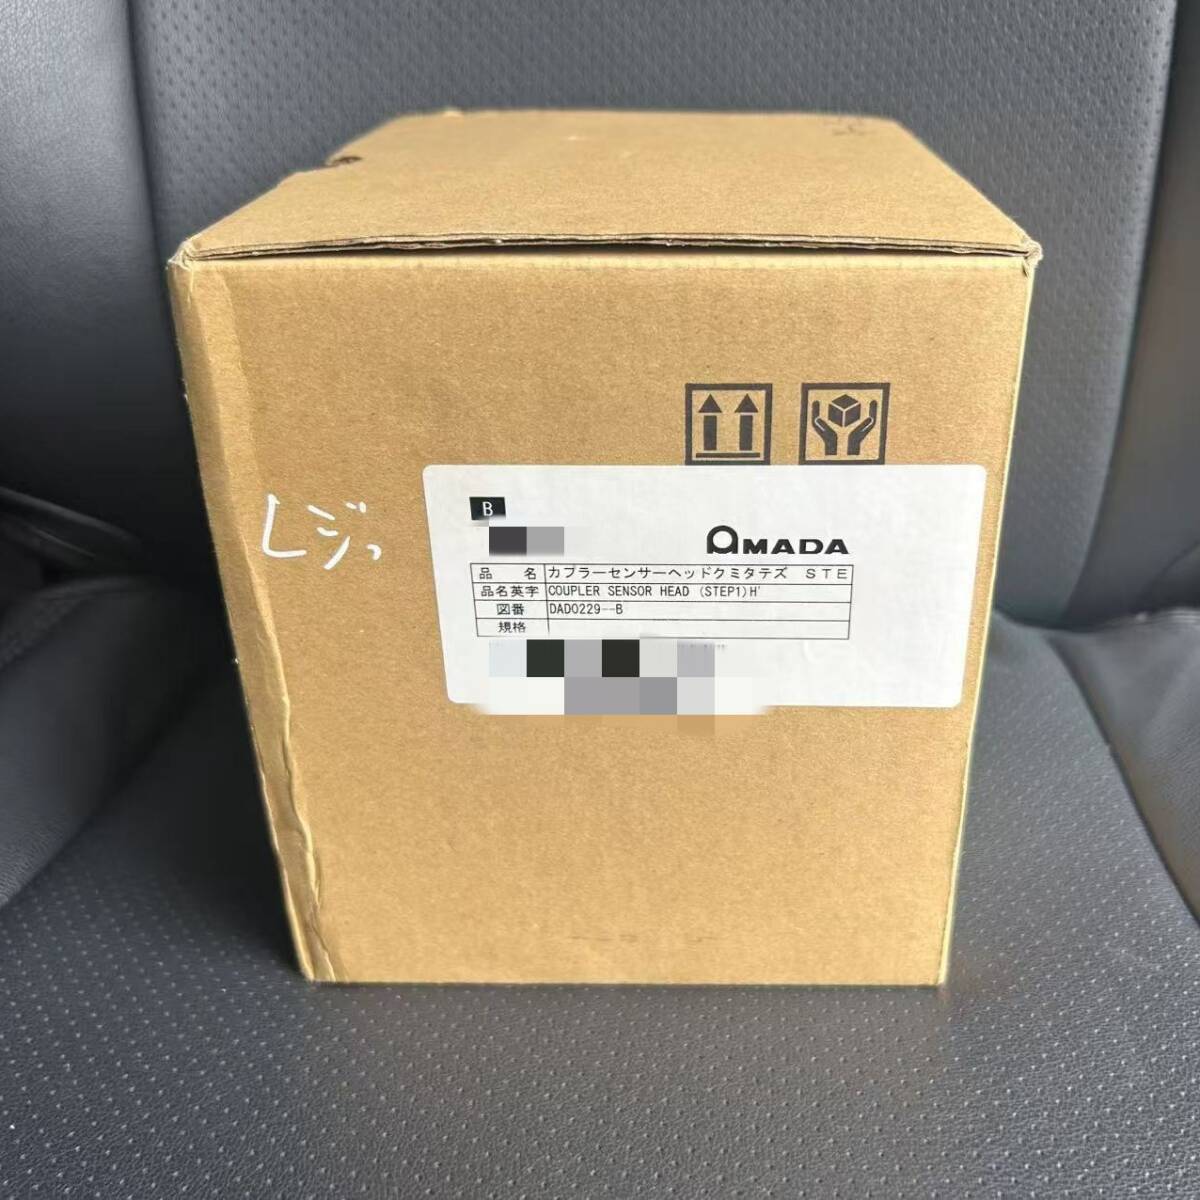 レジっ
B
AMADA
品 名 カプラーセンサーヘッドクミタテズ STE
品名英字 COUPLER SENSOR HEAD (STEP1)H'
図番 DAD0229--B
規格